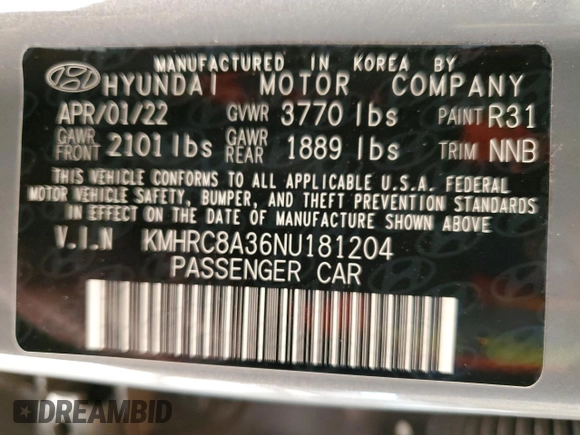 MANUFACTURED IN KOREA BY
HYUNDAI MOTOR COMPANY
APR/01/22 GVWR 3770 lbs PAINT R31
GAWR FRONT 2101 lbs GAWR REAR 1889 lbs TRIM NNB
THIS VEHICLE CONFORMS TO ALL APPLICABLE U.S.A. FEDERAL
MOTOR VEHICLE SAFETY, BUMPER, AND THEFT PREVENTION STANDARDS
IN EFFECT ON THE DATE OF MANUFACTURE SHOWN ABOVE.
V.I.N KMHRC8A36NU181204
PASSENGER CAR
DREAMBID